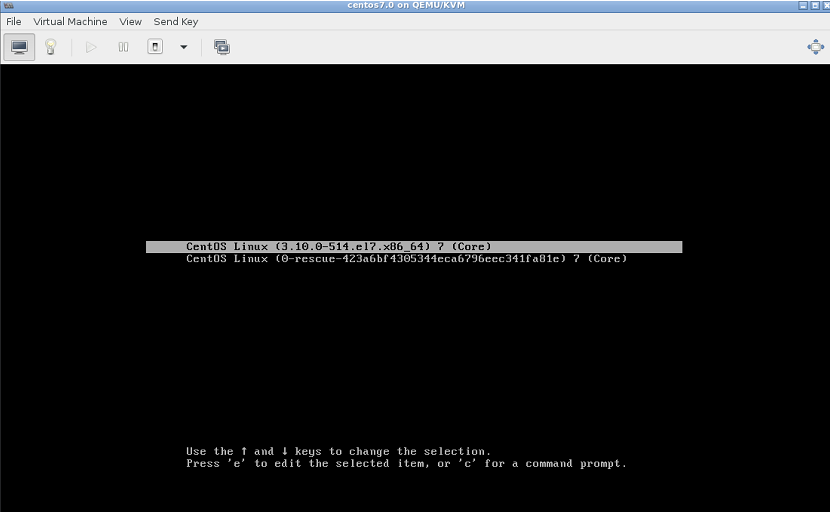 centos7.0 on QEMU/KVM
File Virtual Machine View Send Key
CentOS Linux (3.10.0-514.el7.x86_64) 7 (Core)
CentOS Linux (0-rescue-423a6bf4305344eca6796eec341fa81e) 7 (Core)
Use the ↑ and ↓ keys to change the selection.
Press 'e' to edit the selected item, or 'c' for a command prompt.